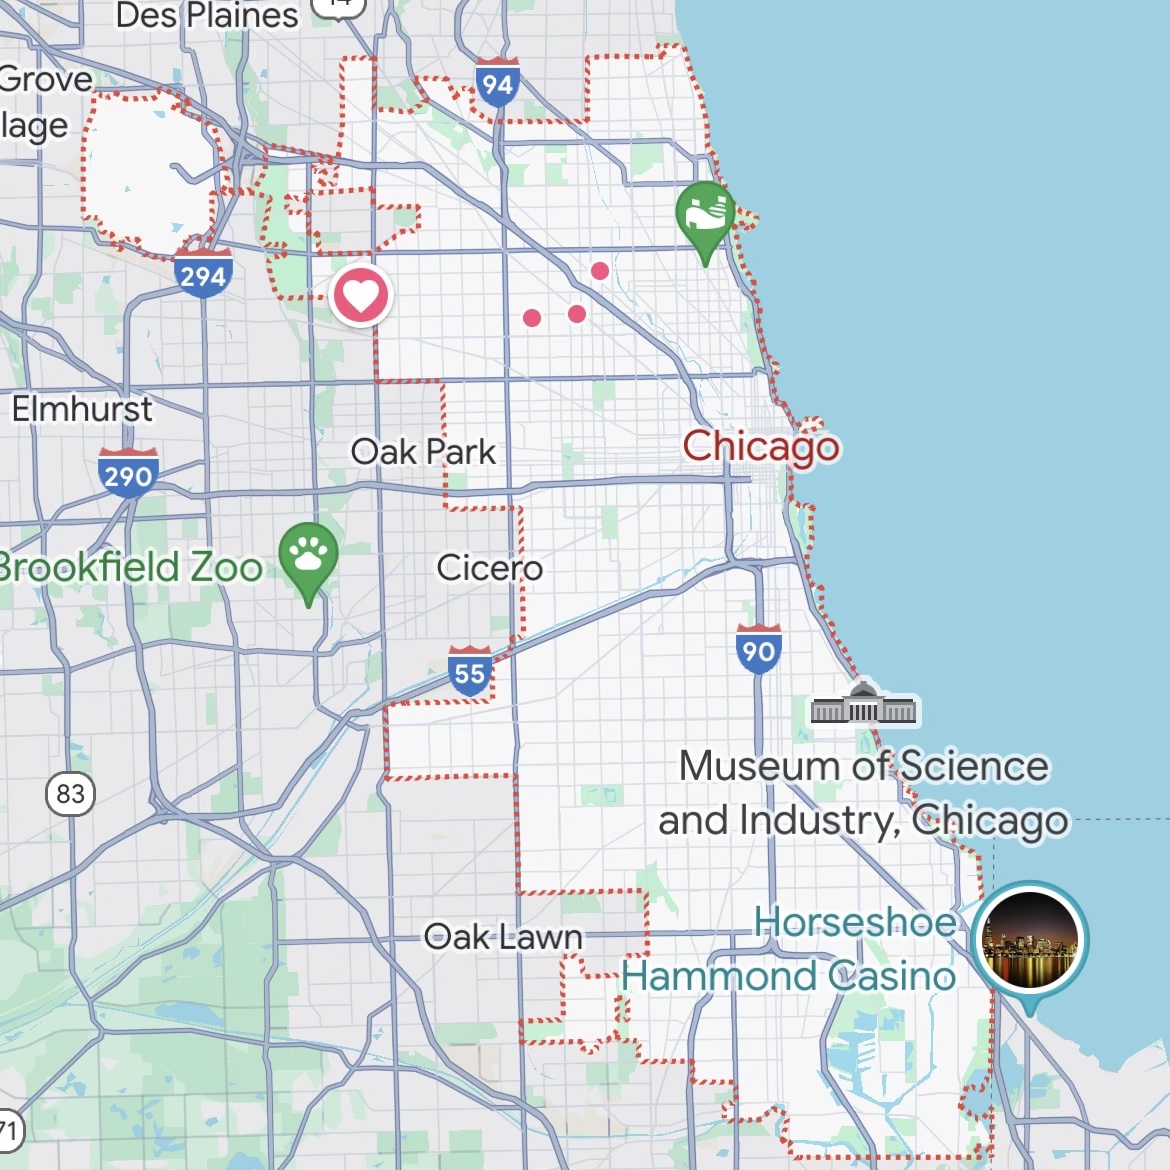 Des Plaines
14
Grove
lage
94
294
Elmhurst
290
Oak Park
Chicago
Brookfield Zoo
Cicero
55
90
83
Museum of Science
and Industry, Chicago
Horseshoe
Hammond Casino
Oak Lawn
71